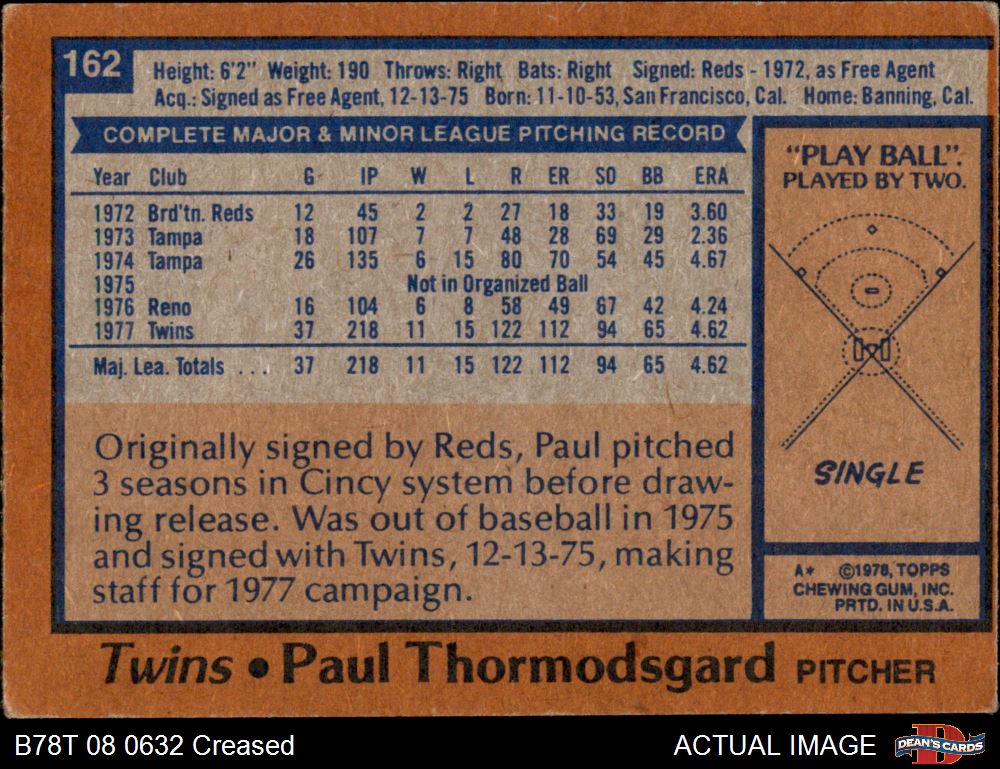 162
Height: 6'2" Weight: 190 Throws: Right Bats: Right Signed: Reds - 1972, as Free Agent
Acq.: Signed as Free Agent, 12-13-75 Born: 11-10-53, San Francisco, Cal. Home: Banning, Cal.
COMPLETE MAJOR & MINOR LEAGUE PITCHING RECORD
Year Club G IP W L R ER SO BB ERA
1972 Brd'tn. Reds 12 45 2 2 27 18 33 19 3.60
1973 Tampa 18 107 7 7 48 28 69 29 2.36
1974 Tampa 26 135 6 15 80 70 54 45 4.67
1975 Not in Organized Ball
1976 Reno 16 104 6 8 58 49 67 42 4.24
1977 Twins 37 218 11 15 122 112 94 65 4.62
Maj. Lea. Totals . . . 37 218 11 15 122 112 94 65 4.62
Originally signed by Reds, Paul pitched
3 seasons in Cincy system before draw-
ing release. Was out of baseball in 1975
and signed with Twins, 12-13-75, making
staff for 1977 campaign.
"PLAY BALL".
PLAYED BY TWO.
SINGLE
A* ©1978, TOPPS
CHEWING GUM, INC.
PRTD. IN U.S.A.
Twins • Paul Thormodsgard PITCHER
B78T 08 0632 Creased
ACTUAL IMAGE
DEAN'S CARDS